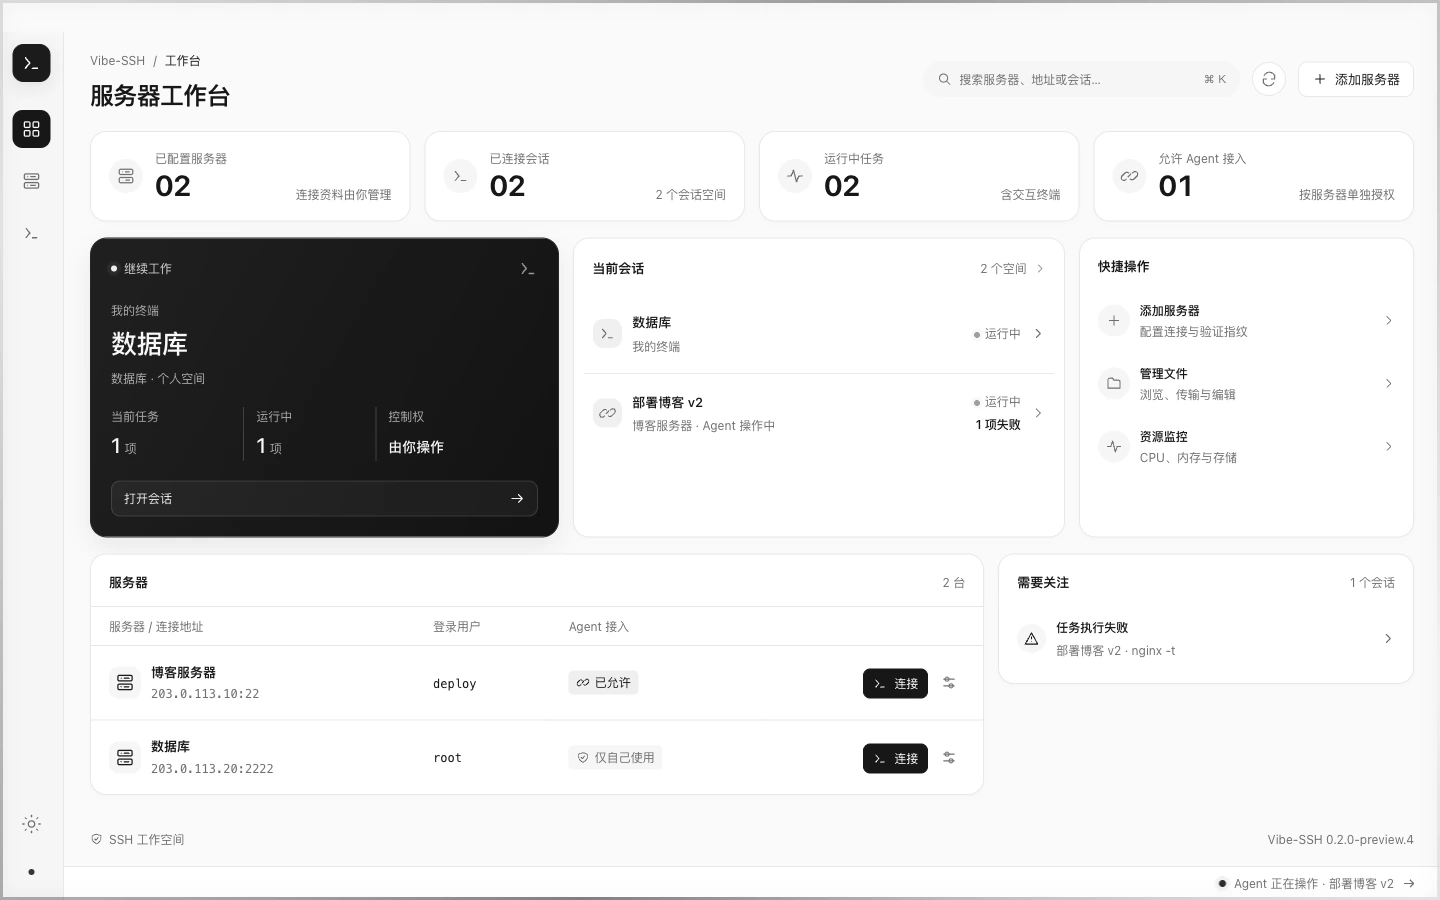 Vibe-SSH / 工作台
服务器工作台
搜索服务器、地址或会话...
⌘ K
添加服务器
已配置服务器
02
连接资料由你管理
已连接会话
02
2 个会话空间
运行中任务
02
含交互终端
允许 Agent 接入
01
按服务器单独授权
继续工作
我的终端
数据库
数据库 · 个人空间
当前任务
1 项
运行中
1 项
控制权
由你操作
打开会话
当前会话
2 个空间
数据库
我的终端
运行中
部署博客 v2
博客服务器 · Agent 操作中
运行中
1 项失败
快捷操作
添加服务器
配置连接与验证指纹
管理文件
浏览、传输与编辑
资源监控
CPU、内存与存储
服务器
2 台
服务器 / 连接地址
登录用户
Agent 接入
博客服务器
203.0.113.10:22
deploy
已允许
连接
数据库
203.0.113.20:2222
root
仅自己使用
连接
需要关注
1 个会话
任务执行失败
部署博客 v2 · nginx -t
SSH 工作空间
Vibe-SSH 0.2.0-preview.4
Agent 正在操作 · 部署博客 v2